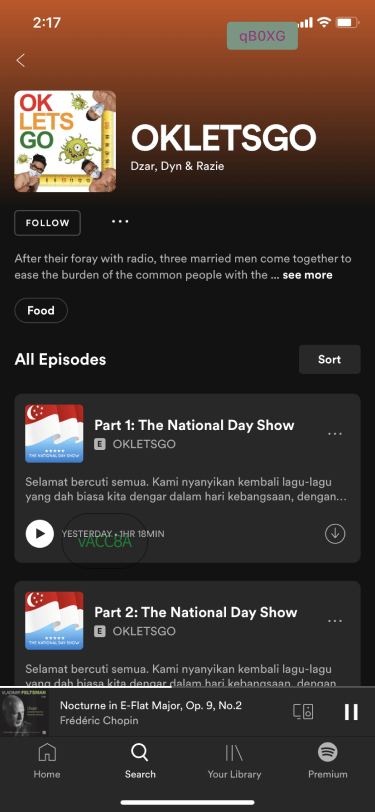 2:17
qB0XG
OK
LETS
GO
OKLETSGO
Dzar, Dyn & Razie
FOLLOW
After their foray with radio, three married men come together to
ease the burden of the common people with the ... see more
Food
All Episodes
Sort
Part 1: The National Day Show
E OKLETSGO
THE NATIONAL DAY SHOW
Selamat bercuti semua. Kami nyanyikan kembali lagu-lagu
yang dah biasa kita dengar dalam hari kebangsaan, dengan...
YESTERDAY • 1HR 18MIN
vACC8A
Part 2: The National Day Show
E OKLETSGO
THE NATIONAL DAY SHOW
Selamat bercuti semua. Kami nyanyikan kembali lagu-lagu
yang dah biasa kita dengar dalam hari kebangsaan, dengan
VLADIMIR FELTSMAN
Nocturne in E-Flat Major, Op. 9, No.2
Frédéric Chopin
Home
Search
Your Library
Premium